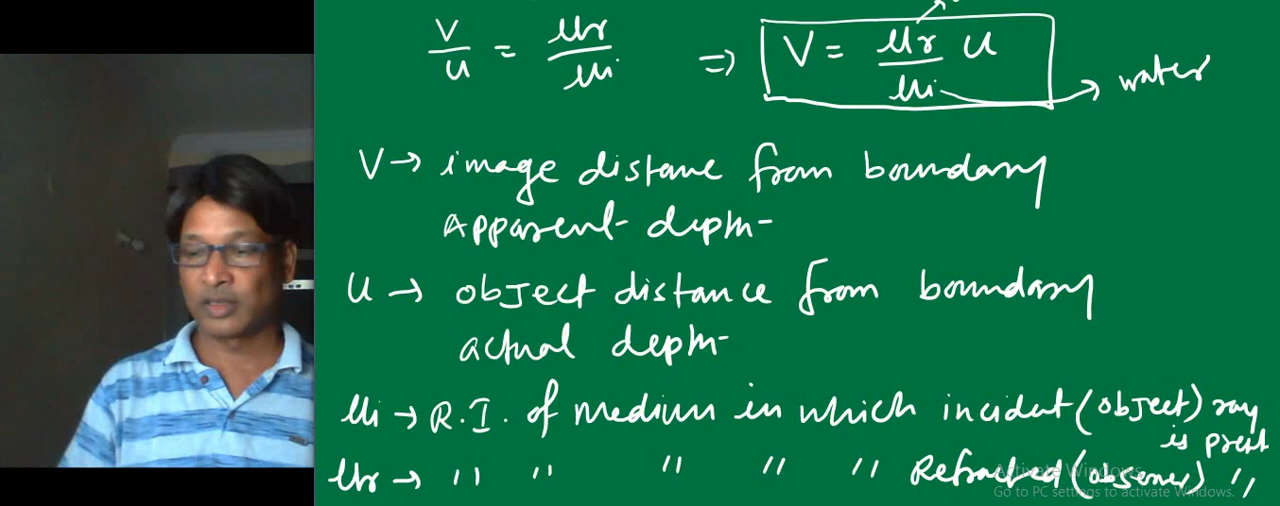 V/u = μr/μi ⇒ V = μr/μi u
water
V → image distance from boundary
Apparent depth
u → object distance from boundary
actual depth
μi → R.I. of medium in which incident (object) ray
is present
μr → " " " " " Refracted (observer) "
Activate Windows
Go to PC settings to activate Windows.